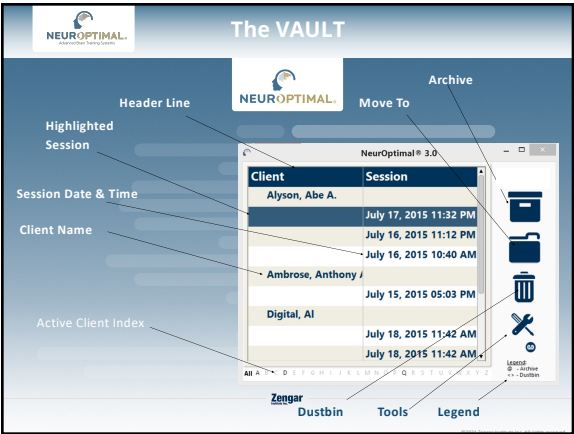 NEUROPTIMAL®
Advanced Brain Training Systems
The VAULT
NEUROPTIMAL®
Archive
Header Line
Move To
Highlighted
Session
NeurOptimal® 3.0
Client Session
Alyson, Abe A.
Session Date & Time
July 17, 2015 11:32 PM
Client Name
July 16, 2015 11:12 PM
July 16, 2015 10:40 AM
Ambrose, Anthony A
July 15, 2015 05:03 PM
Digital, Al
Active Client Index
July 18, 2015 11:42 AM
July 18, 2015 11:42 AM
Legend:
@ - Archive
<> - Dustbin
All A B C D E F G H I J K L M N O P Q R S T U V W X Y Z
Zengar
Institute Inc.
Dustbin
Tools
Legend